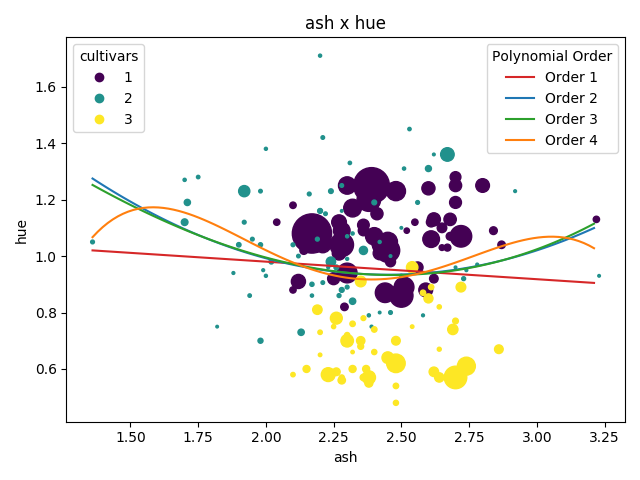 ash x hue
cultivars
1
2
3
Polynomial Order
Order 1
Order 2
Order 3
Order 4
hue
1.6
1.4
1.2
1.0
0.8
0.6
1.50
1.75
2.00
2.25
2.50
2.75
3.00
3.25
ash